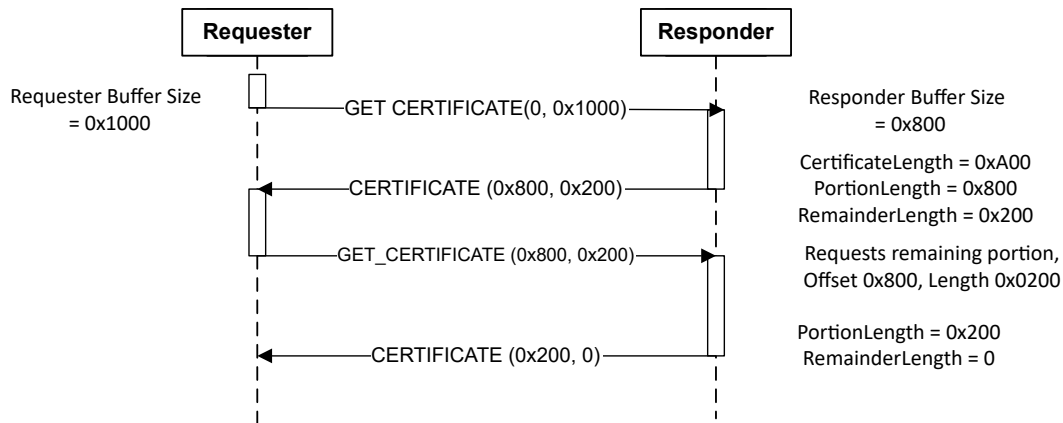 Requester
Responder
Requester Buffer Size
= 0x1000
GET CERTIFICATE(0, 0x1000)
Responder Buffer Size
= 0x800
CertificateLength = 0xA00
PortionLength = 0x800
RemainderLength = 0x200
CERTIFICATE (0x800, 0x200)
GET_CERTIFICATE (0x800, 0x200)
Requests remaining portion,
Offset 0x800, Length 0x0200
CERTIFICATE (0x200, 0)
PortionLength = 0x200
RemainderLength = 0